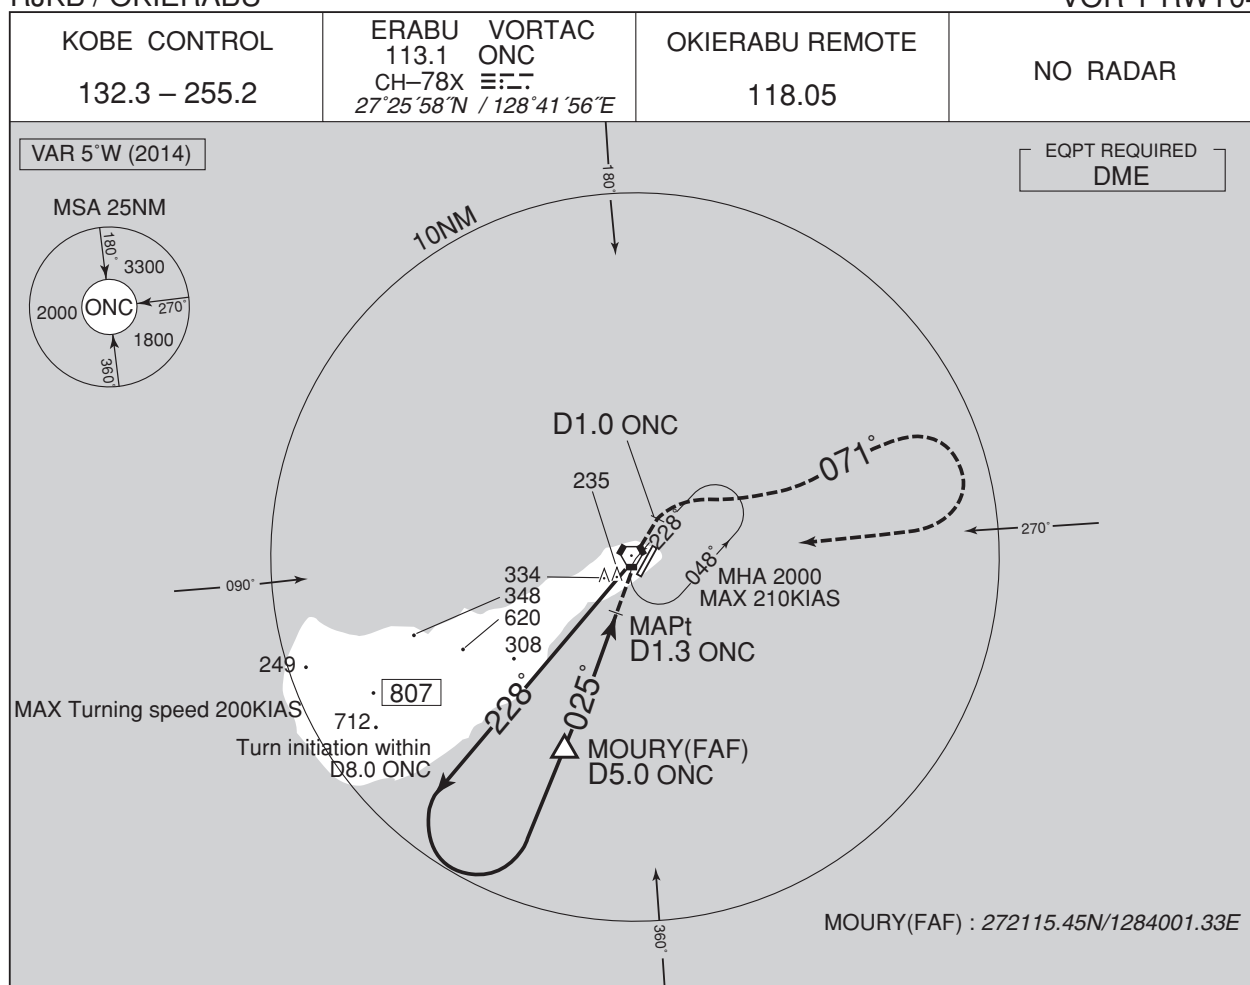 RJKB / OKIERABU
KOBE CONTROL
132.3 – 255.2
ERABU VORTAC
113.1 ONC
CH–78X
27°25´58˝N / 128°41´56˝E
OKIERABU REMOTE
118.05
NO RADAR
VAR 5°W (2014)
EQPT REQUIRED
DME
MSA 25NM
180°
3300
2000
ONC
270°
1800
360°
180°
10NM
D1.0 ONC
071°
235
228°
270°
048°
334
MHA 2000
090°
348
MAX 210KIAS
620
MAPt
308
D1.3 ONC
249
807
228°
025°
MAX Turning speed 200KIAS
712
Turn initiation within
D8.0 ONC
MOURY(FAF)
D5.0 ONC
MOURY(FAF) : 272115.45N/1284001.33E
360°